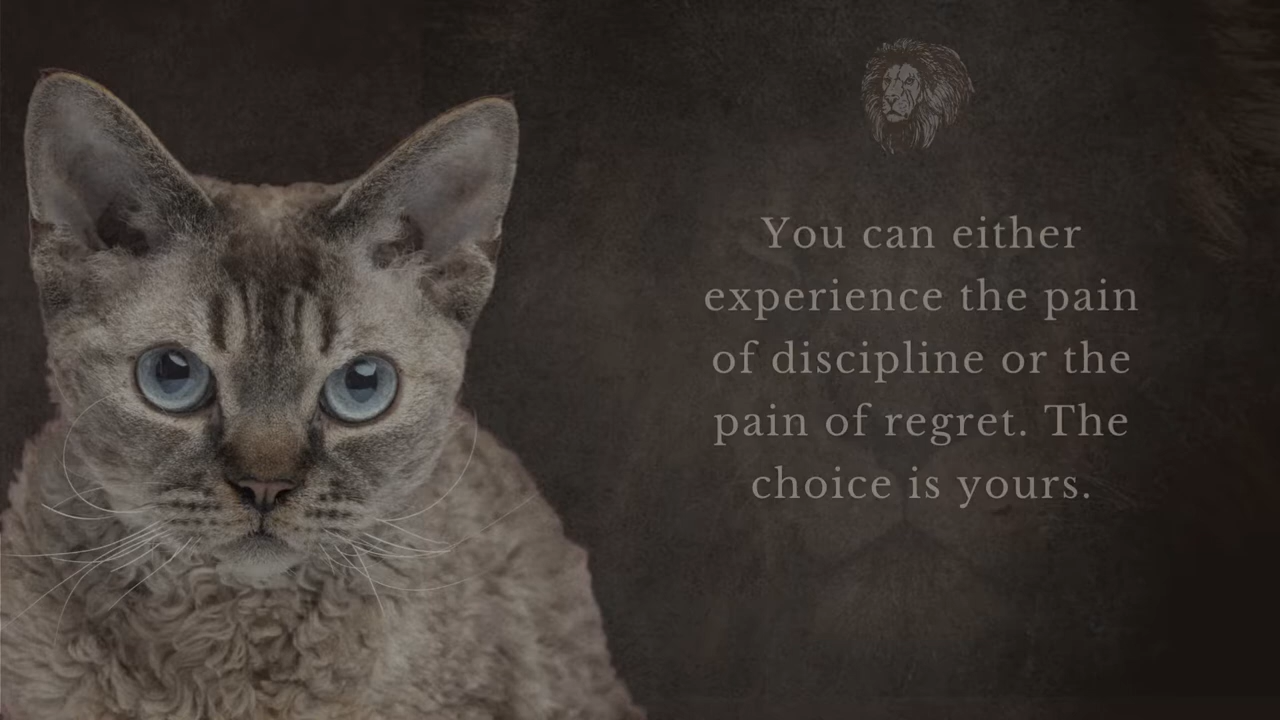 You can either
experience the pain
of discipline or the
pain of regret. The
choice is yours.